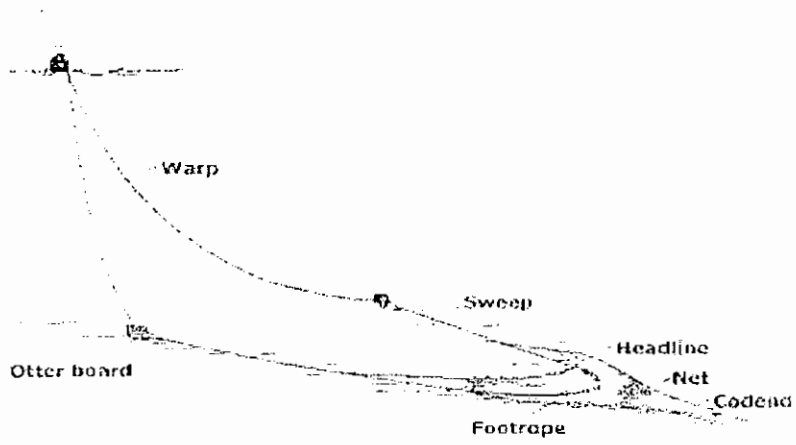 Warp
Sweep
Headline
Otter board
Net
Codend
Footrope